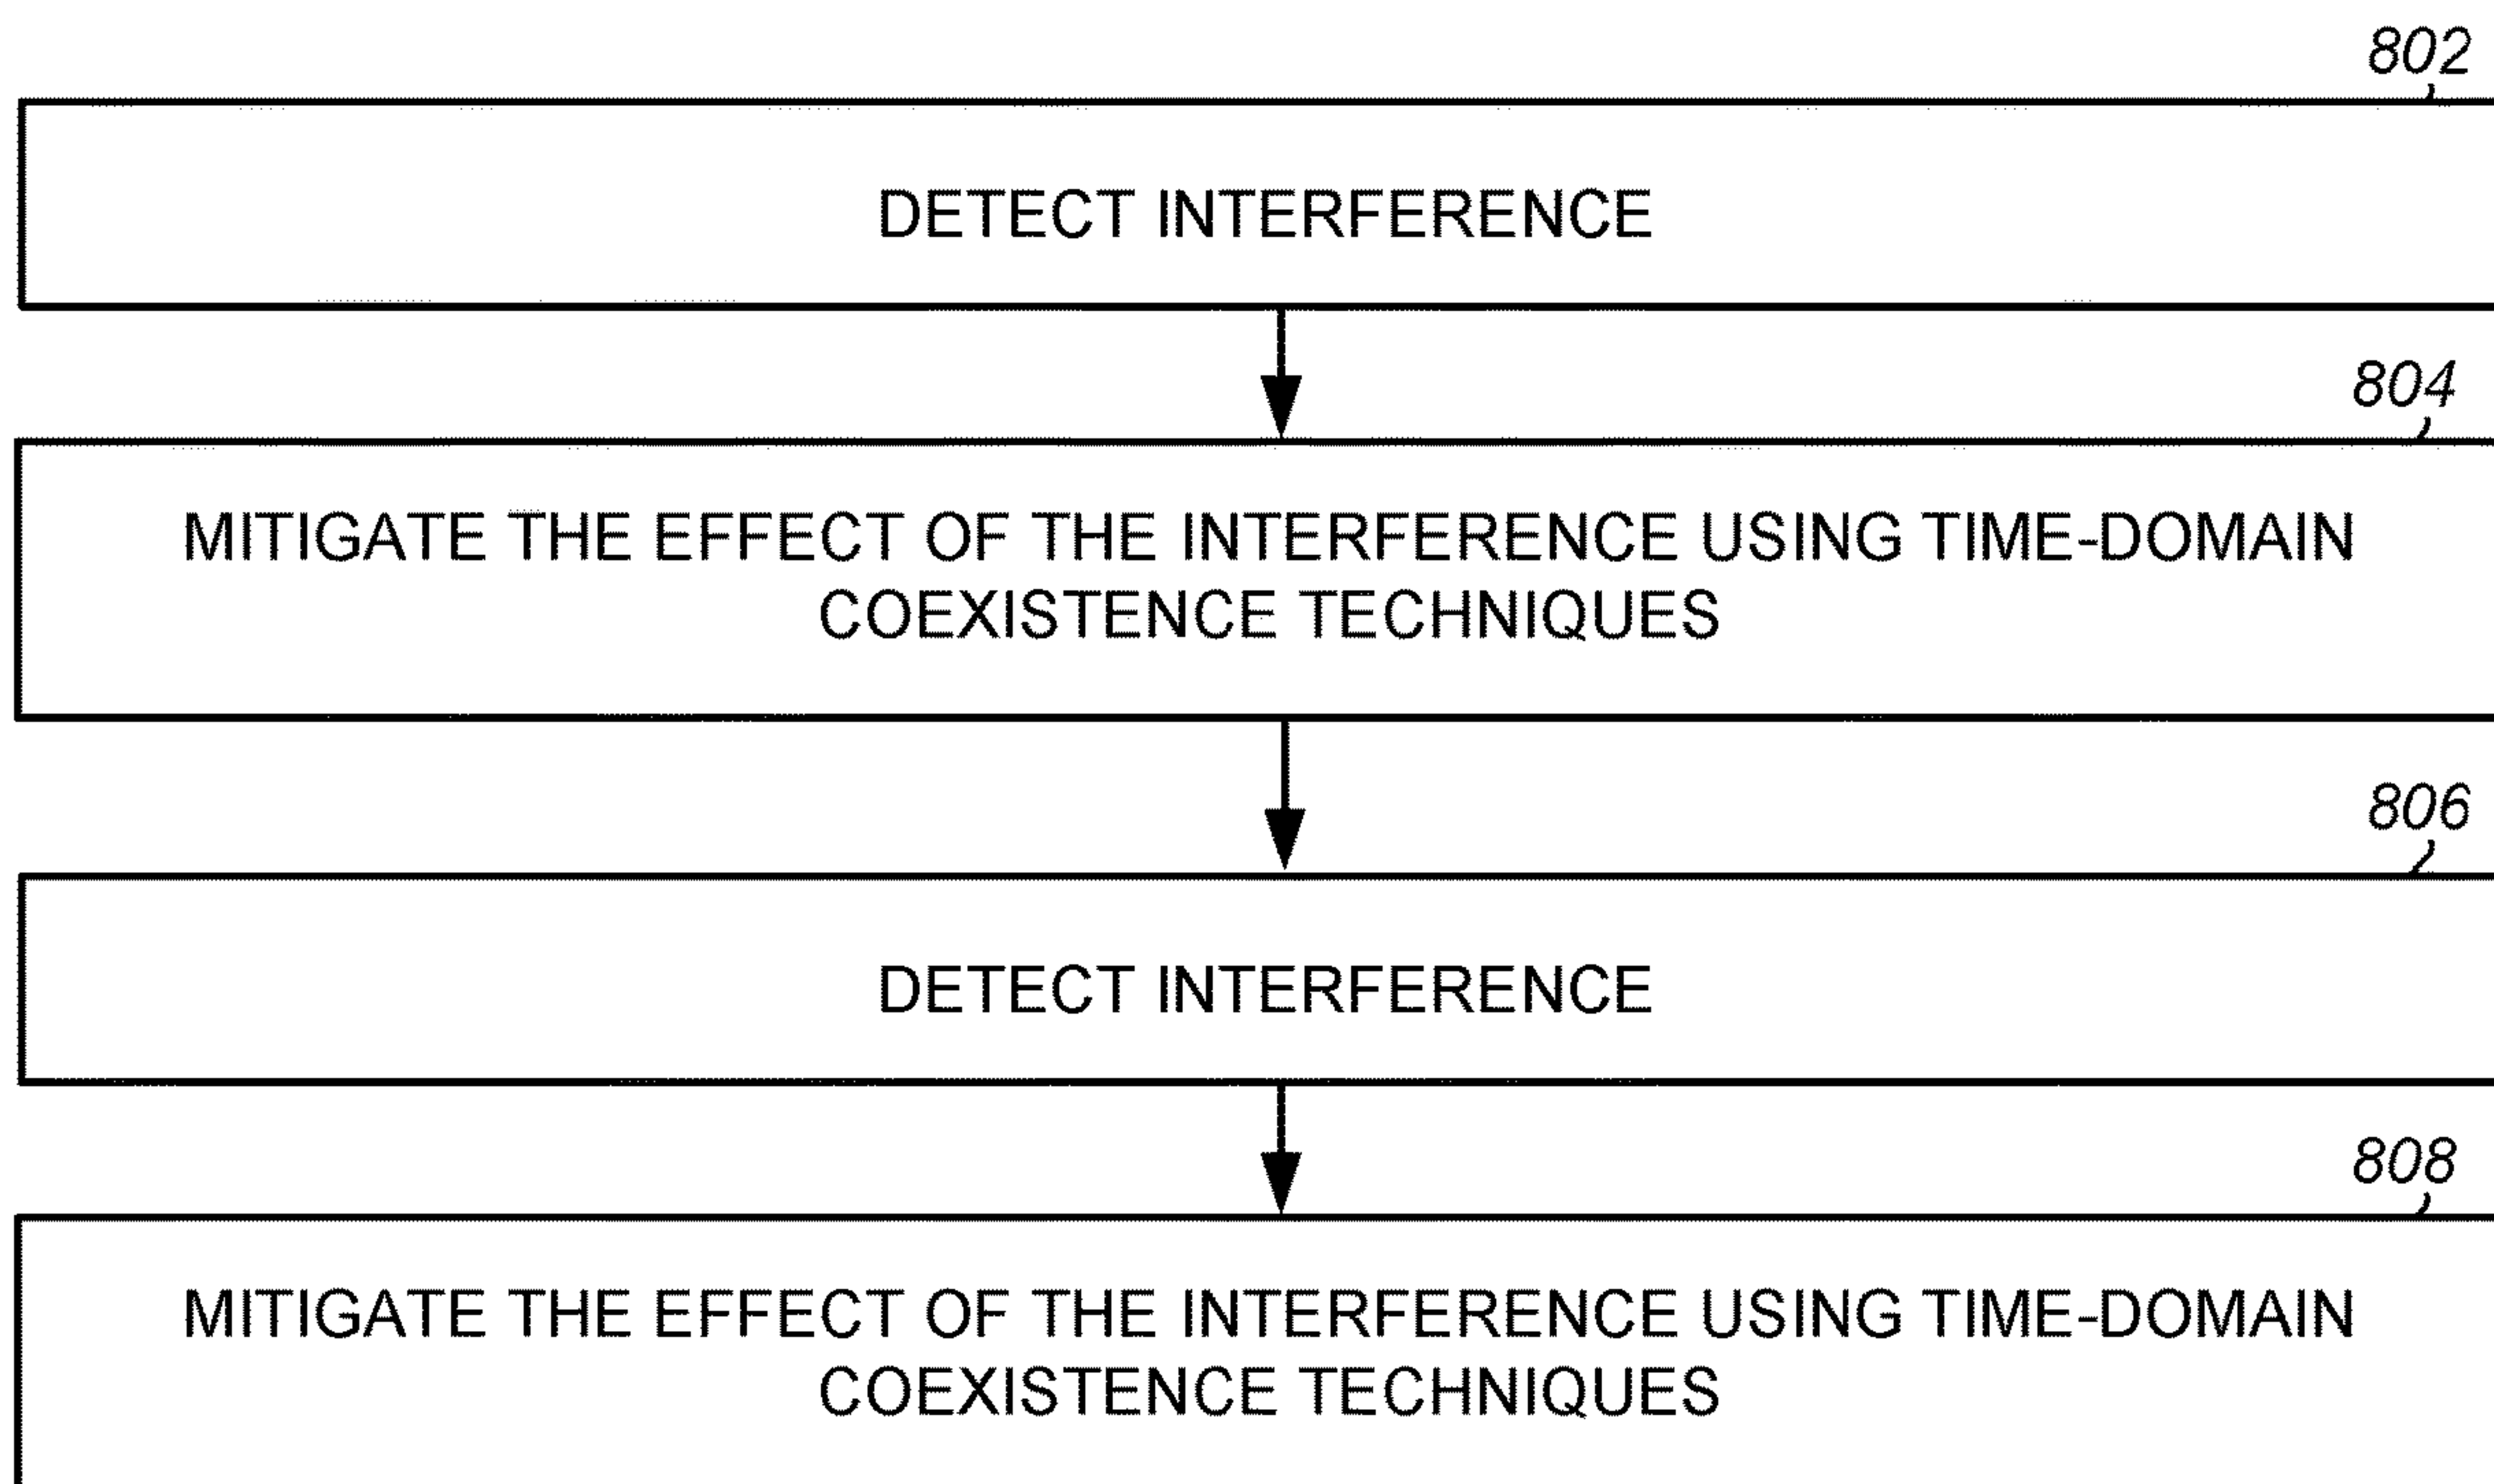 802
DETECT INTERFERENCE
804
MITIGATE THE EFFECT OF THE INTERFERENCE USING TIME-DOMAIN
COEXISTENCE TECHNIQUES
806
DETECT INTERFERENCE
808
MITIGATE THE EFFECT OF THE INTERFERENCE USING TIME-DOMAIN
COEXISTENCE TECHNIQUES